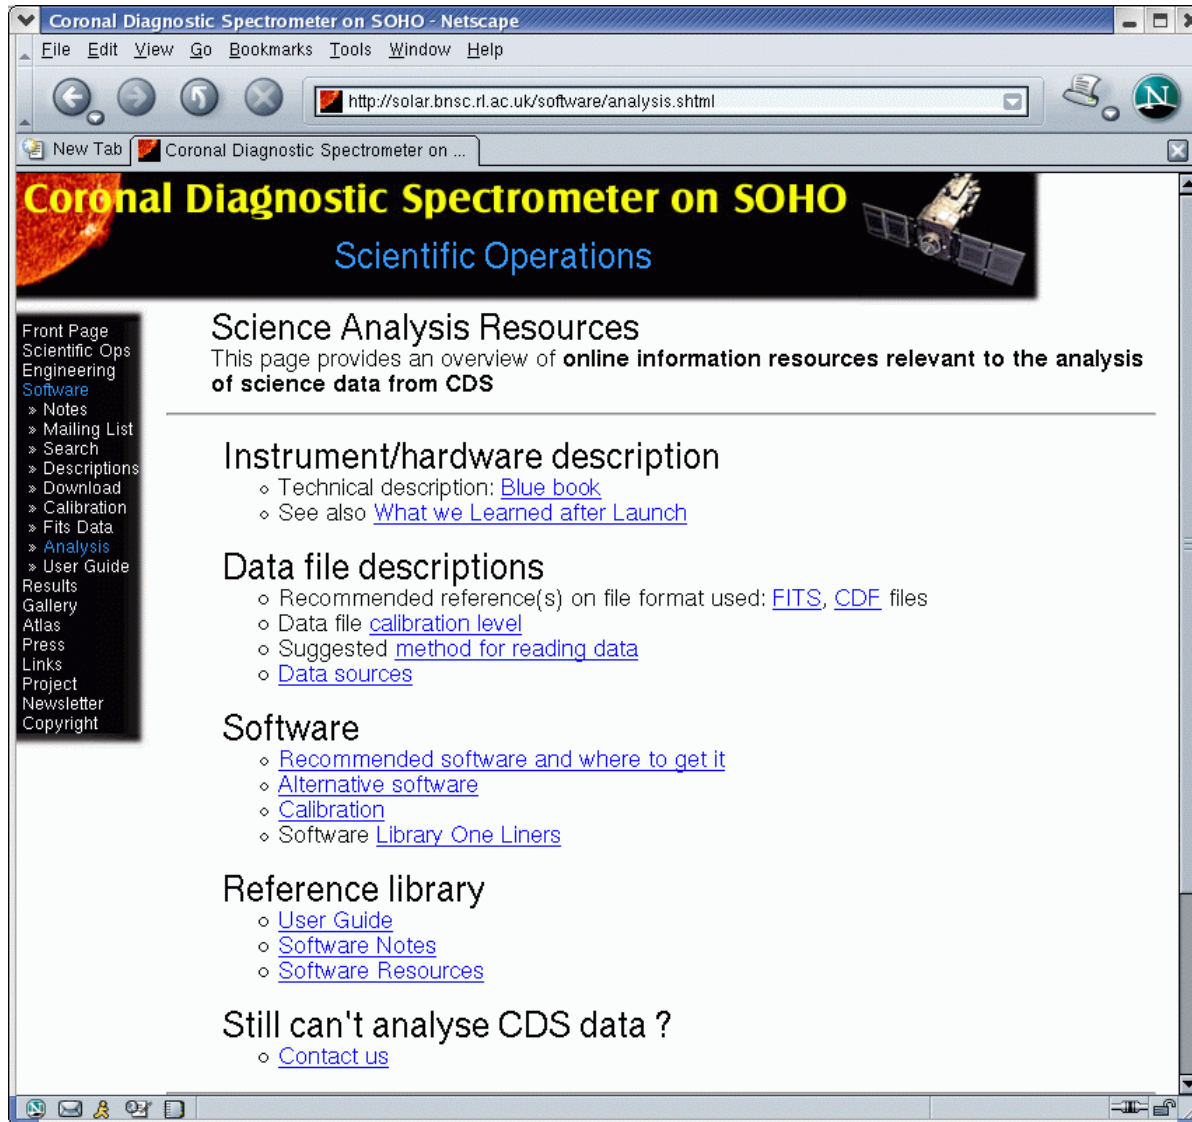 Coronal Diagnostic Spectrometer on SOHO - Netscape
File Edit View Go Bookmarks Tools Window Help
http://solar.bnsc.rl.ac.uk/software/analysis.shtml
N
New Tab
Coronal Diagnostic Spectrometer on ...
Coronal Diagnostic Spectrometer on SOHO
Scientific Operations
Front Page
Scientific Ops
Engineering
Software
» Notes
» Mailing List
» Search
» Descriptions
» Download
» Calibration
» Fits Data
» Analysis
» User Guide
Results
Gallery
Atlas
Press
Links
Project
Newsletter
Copyright
Science Analysis Resources
This page provides an overview of online information resources relevant to the analysis
of science data from CDS
Instrument/hardware description
Technical description: Blue book
See also What we Learned after Launch
Data file descriptions
Recommended reference(s) on file format used: FITS, CDF files
Data file calibration level
Suggested method for reading data
Data sources
Software
Recommended software and where to get it
Alternative software
Calibration
Software Library One Liners
Reference library
User Guide
Software Notes
Software Resources
Still can't analyse CDS data ?
Contact us